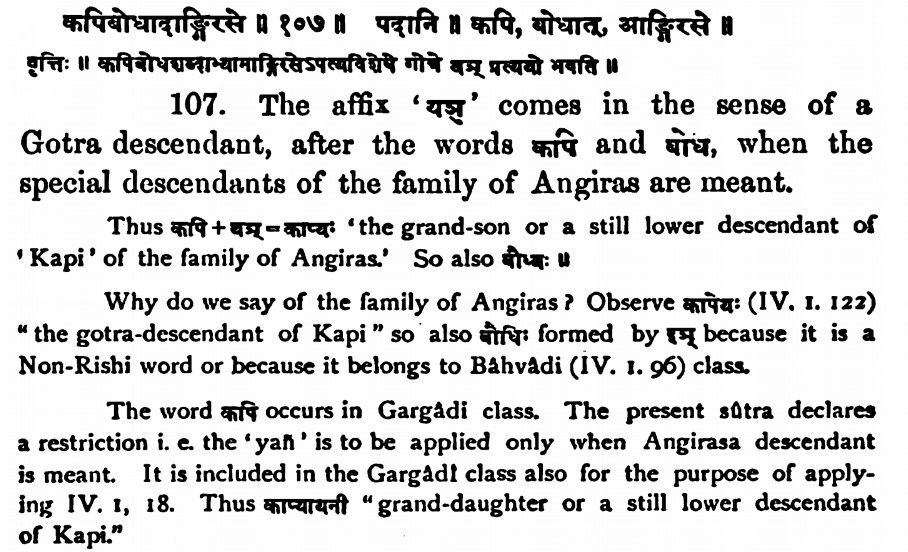 कपिबोधादाङ्गिरसे ॥ १०७ ॥ पदानि ॥ कपि, बोधात्, आङ्गिरसे ॥
वृत्तिः ॥ कपिबोधशब्दाभ्यामाङ्गिरसेऽपत्यविशेषे गोत्रे यञ् प्रत्ययो भवति ॥
107. The affix 'यञ्' comes in the sense of a
Gotra descendant, after the words कपि and बोध, when the
special descendants of the family of Angiras are meant.
Thus कपि + यञ् = काप्यः 'the grand-son or a still lower descendant of
'Kapi' of the family of Angiras.' So also बौध्यः ॥
Why do we say of the family of Angiras? Observe कापेयः (IV. 1. 122)
"the gotra-descendant of Kapi" so also बौधिः formed by इञ् because it is a
Non-Rishi word or because it belongs to Bâhvâdi (IV. 1. 96) class.
The word कपि occurs in Gargâdi class. The present sûtra declares
a restriction i. e. the 'yañ' is to be applied only when Angirasa descendant
is meant. It is included in the Gargâdi class also for the purpose of apply-
ing IV. 1, 18. Thus काप्यायनी "grand-daughter or a still lower descendant
of Kapi."